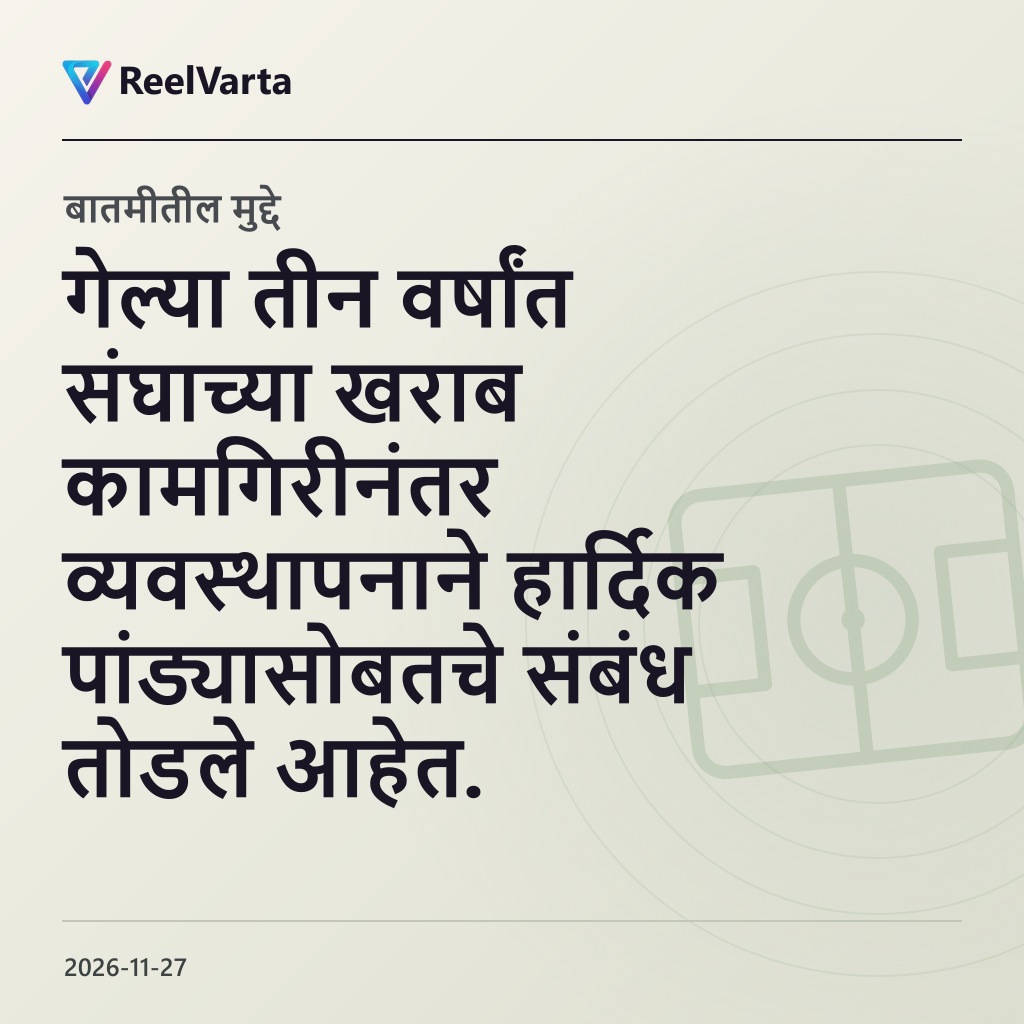 ReelVarta
बातमीतील मुद्दे
गेल्या तीन वर्षांत
संघाच्या खराब
कामगिरीनंतर
व्यवस्थापनाने हार्दिक
पांड्यासोबतचे संबंध
तोडले आहेत.
2026-11-27